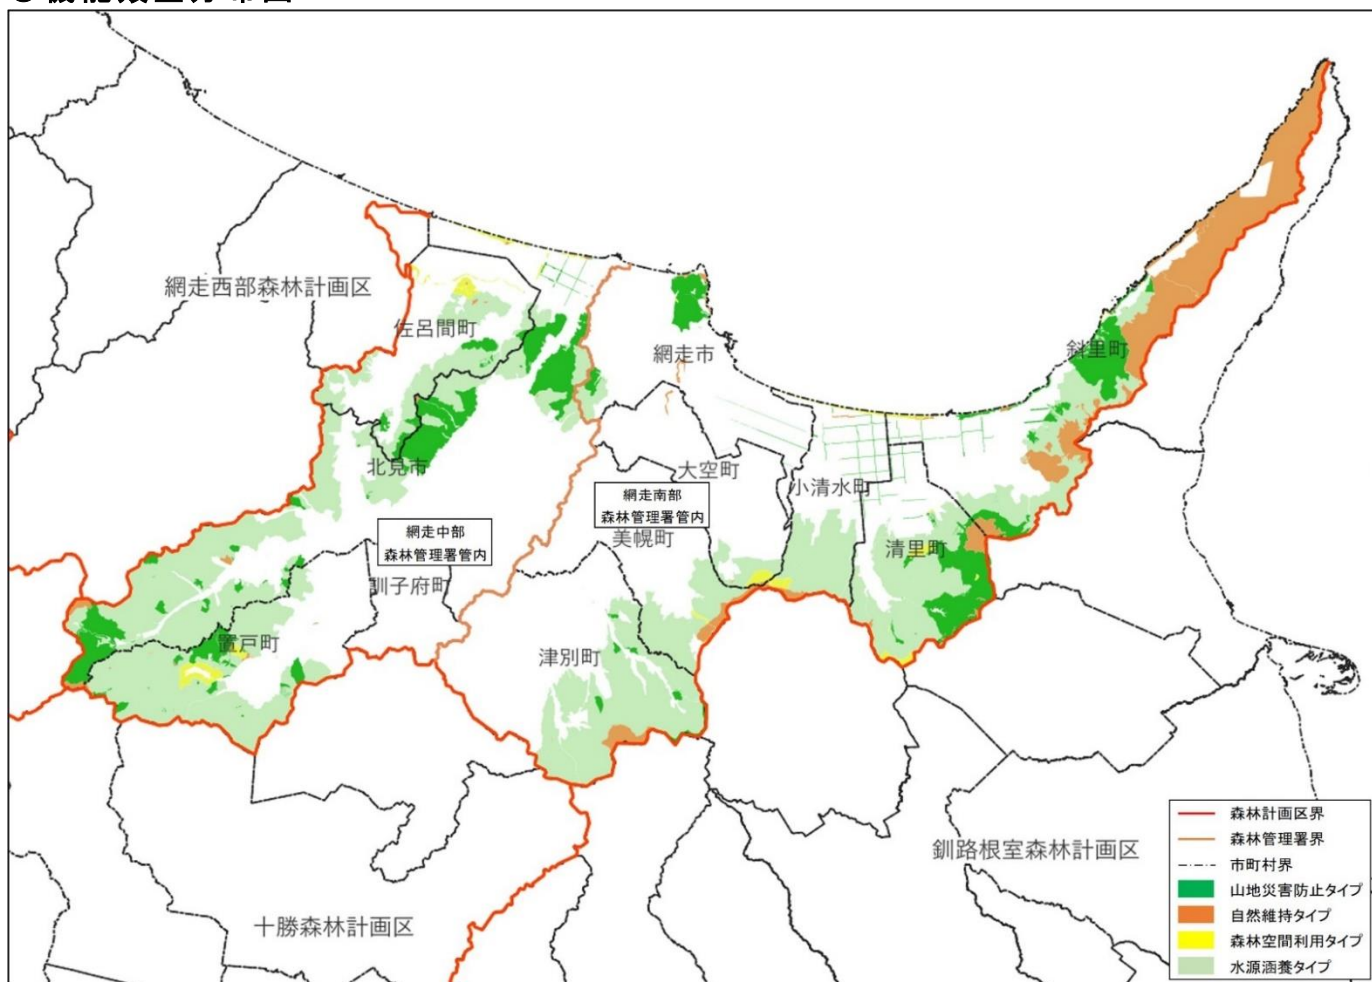 網走西部森林計画区
佐呂間町
網走市
斜里町
北見市
大空町
小清水町
網走南部
森林管理署管内
網走中部
森林管理署管内
美幌町
清里町
訓子府町
置戸町
津別町
釧路根室森林計画区
十勝森林計画区
森林計画区界
森林管理署界
市町村界
山地災害防止タイプ
自然維持タイプ
森林空間利用タイプ
水源涵養タイプ